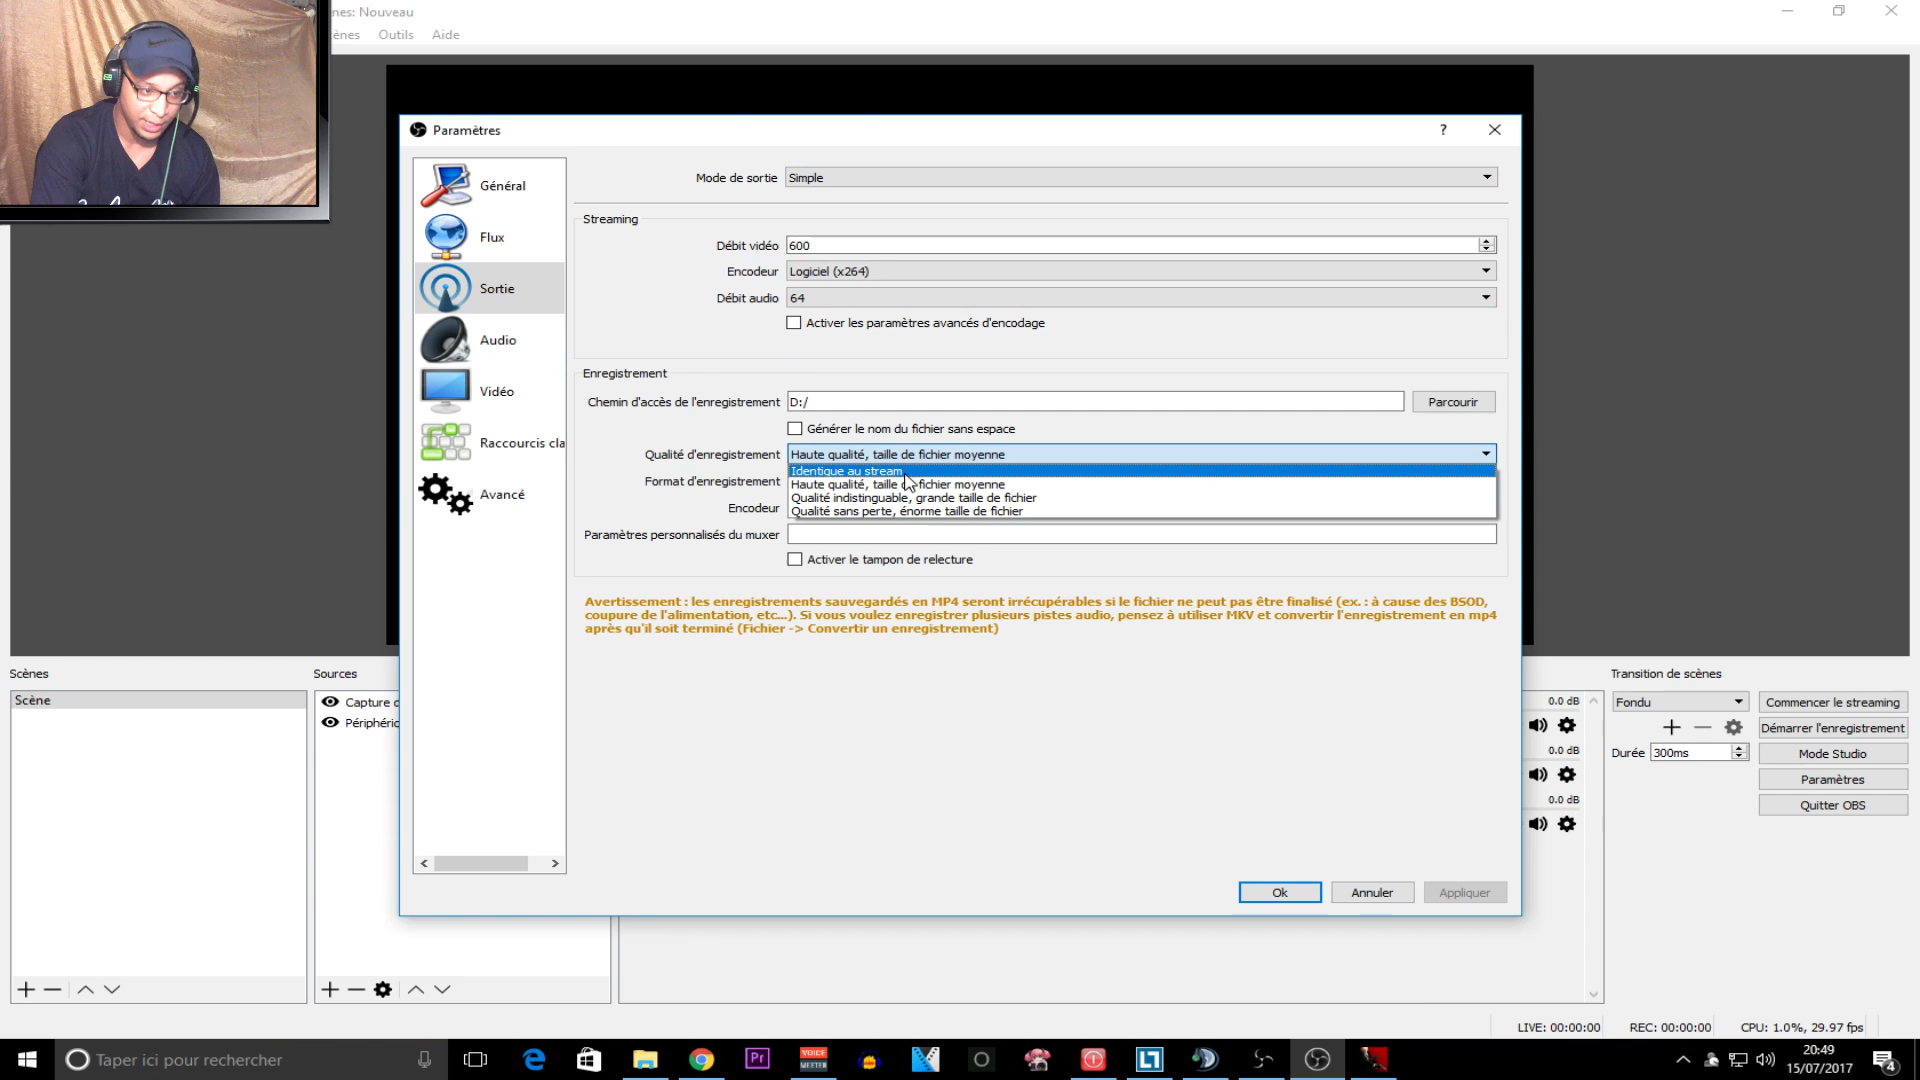 nes: Nouveau
ènes Outils Aide
Paramètres
?
Général
Flux
Sortie
Audio
Vidéo
Raccourcis cla
Avancé
Mode de sortie Simple
Streaming
Débit vidéo 600
Encodeur Logiciel (x264)
Débit audio 64
Activer les paramètres avancés d'encodage
Enregistrement
Chemin d'accès de l'enregistrement D:/ Parcourir
Générer le nom du fichier sans espace
Qualité d'enregistrement Haute qualité, taille de fichier moyenne
Identique au stream
Format d'enregistrement Haute qualité, taille de fichier moyenne
Qualité indistinguable, grande taille de fichier
Encodeur Qualité sans perte, énorme taille de fichier
Paramètres personnalisés du muxer
Activer le tampon de relecture
Avertissement : les enregistrements sauvegardés en MP4 seront irrécupérables si le fichier ne peut pas être finalisé (ex. : à cause des BSOD,
coupure de l'alimentation, etc...). Si vous voulez enregistrer plusieurs pistes audio, pensez à utiliser MKV et convertir l'enregistrement en mp4
après qu'il soit terminé (Fichier -> Convertir un enregistrement)
Ok Annuler Appliquer
Scènes
Scène
Sources
Capture d
Périphéric
0.0 dB
0.0 dB
0.0 dB
Transition de scènes
Fondu
Durée 300ms
Commencer le streaming
Démarrer l'enregistrement
Mode Studio
Paramètres
Quitter OBS
LIVE: 00:00:00 REC: 00:00:00 CPU: 1.0%, 29.97 fps
Taper ici pour rechercher
Pr
VOICE
MEETER
20:49
15/07/2017
4